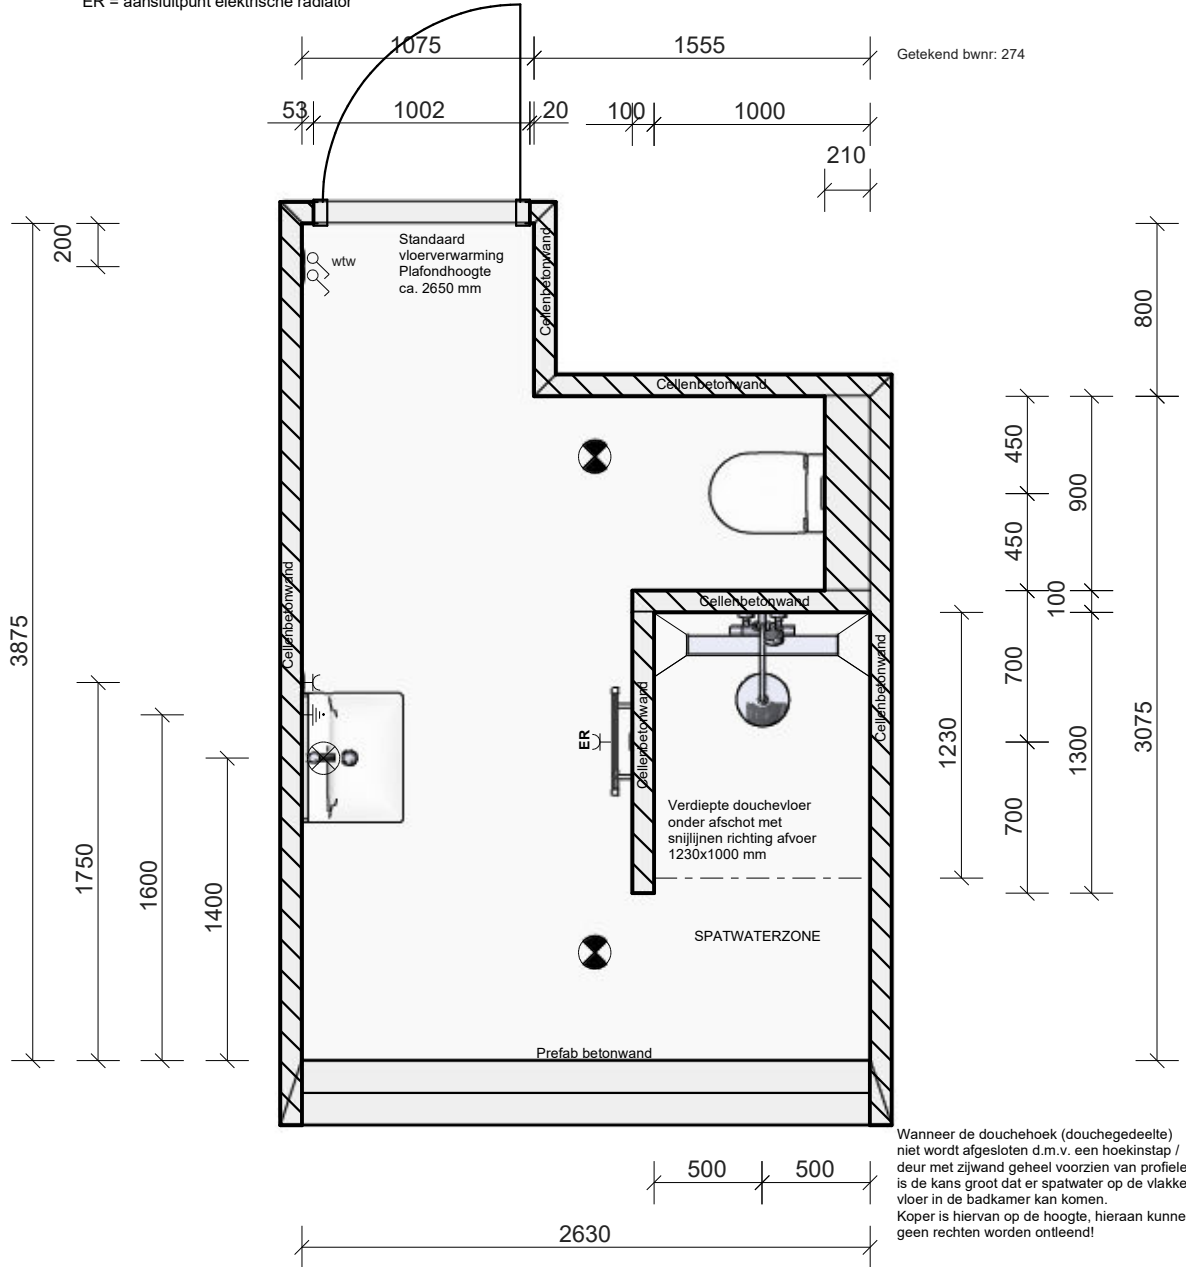 ER = aansluitpunt elektrische radiator
1075
1555
Getekend bwnr: 274
53
1002
20
100
1000
210
200
wtw
Standaard
vloerverwarming
Plafondhoogte
ca. 2650 mm
Cellenbetonwand
800
Cellenbetonwand
450
900
450
100
Cellenbetonwand
Cellenbetonwand
3875
Cellenbetonwand
Cellenbetonwand
700
3075
ER
1230
1300
Verdiepte douchevloer
onder afschot met
snijlijnen richting afvoer
1230x1000 mm
700
1750
1600
1400
SPATWATERZONE
Prefab betonwand
Wanneer de douchehoek (douchegedeelte)
niet wordt afgesloten d.m.v. een hoekinstap /
deur met zijwand geheel voorzien van profiele
is de kans groot dat er spatwater op de vlakke
vloer in de badkamer kan komen.
Koper is hiervan op de hoogte, hieraan kunne
geen rechten worden ontleend!
500
500
2630